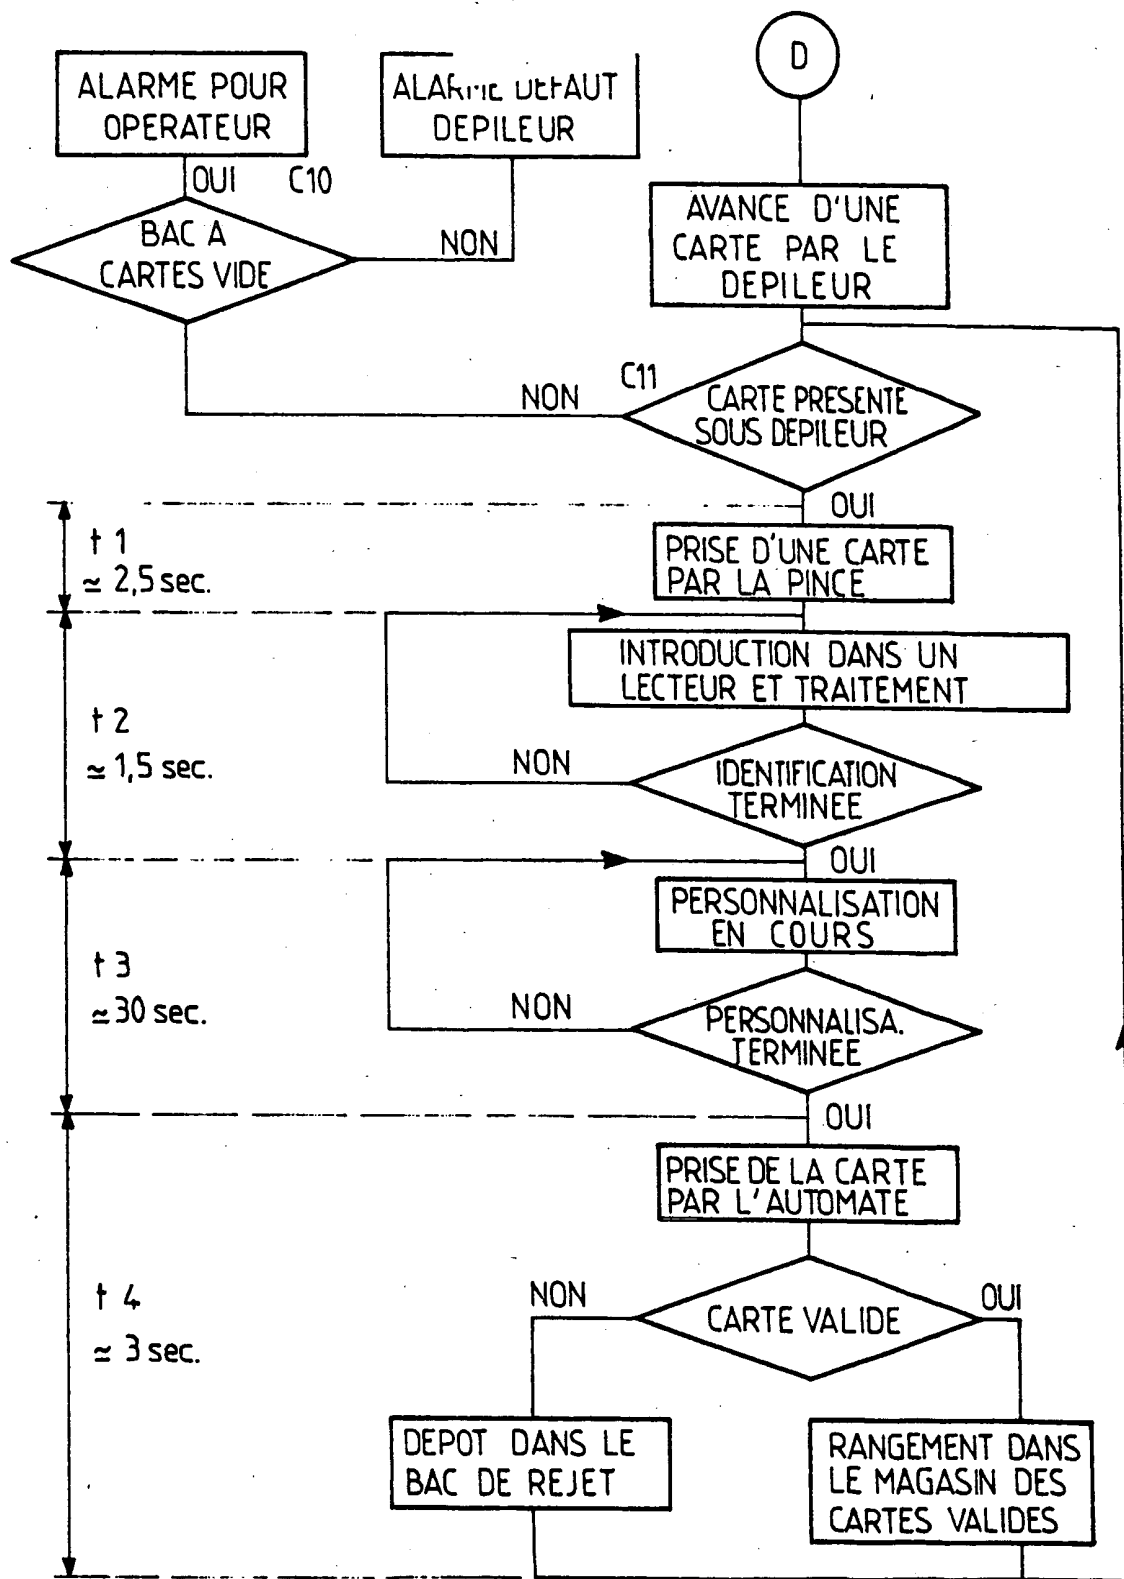 D
ALARME POUR
OPERATEUR
ALARME DEFAUT
DEPILEUR
OUI
C10
BAC A
CARTES VIDE
NON
AVANCE D'UNE
CARTE PAR LE
DEPILEUR
C11
NON
CARTE PRESENTE
SOUS DEPILEUR
OUI
t 1
≃ 2,5 sec.
PRISE D'UNE CARTE
PAR LA PINCE
INTRODUCTION DANS UN
LECTEUR ET TRAITEMENT
t 2
≃ 1,5 sec.
NON
IDENTIFICATION
TERMINEE
OUI
PERSONNALISATION
EN COURS
t 3
≃ 30 sec.
NON
PERSONNALISA.
TERMINEE
OUI
PRISE DE LA CARTE
PAR L'AUTOMATE
t 4
≃ 3 sec.
NON
CARTE VALIDE
OUI
DEPOT DANS LE
BAC DE REJET
RANGEMENT DANS
LE MAGASIN DES
CARTES VALIDES